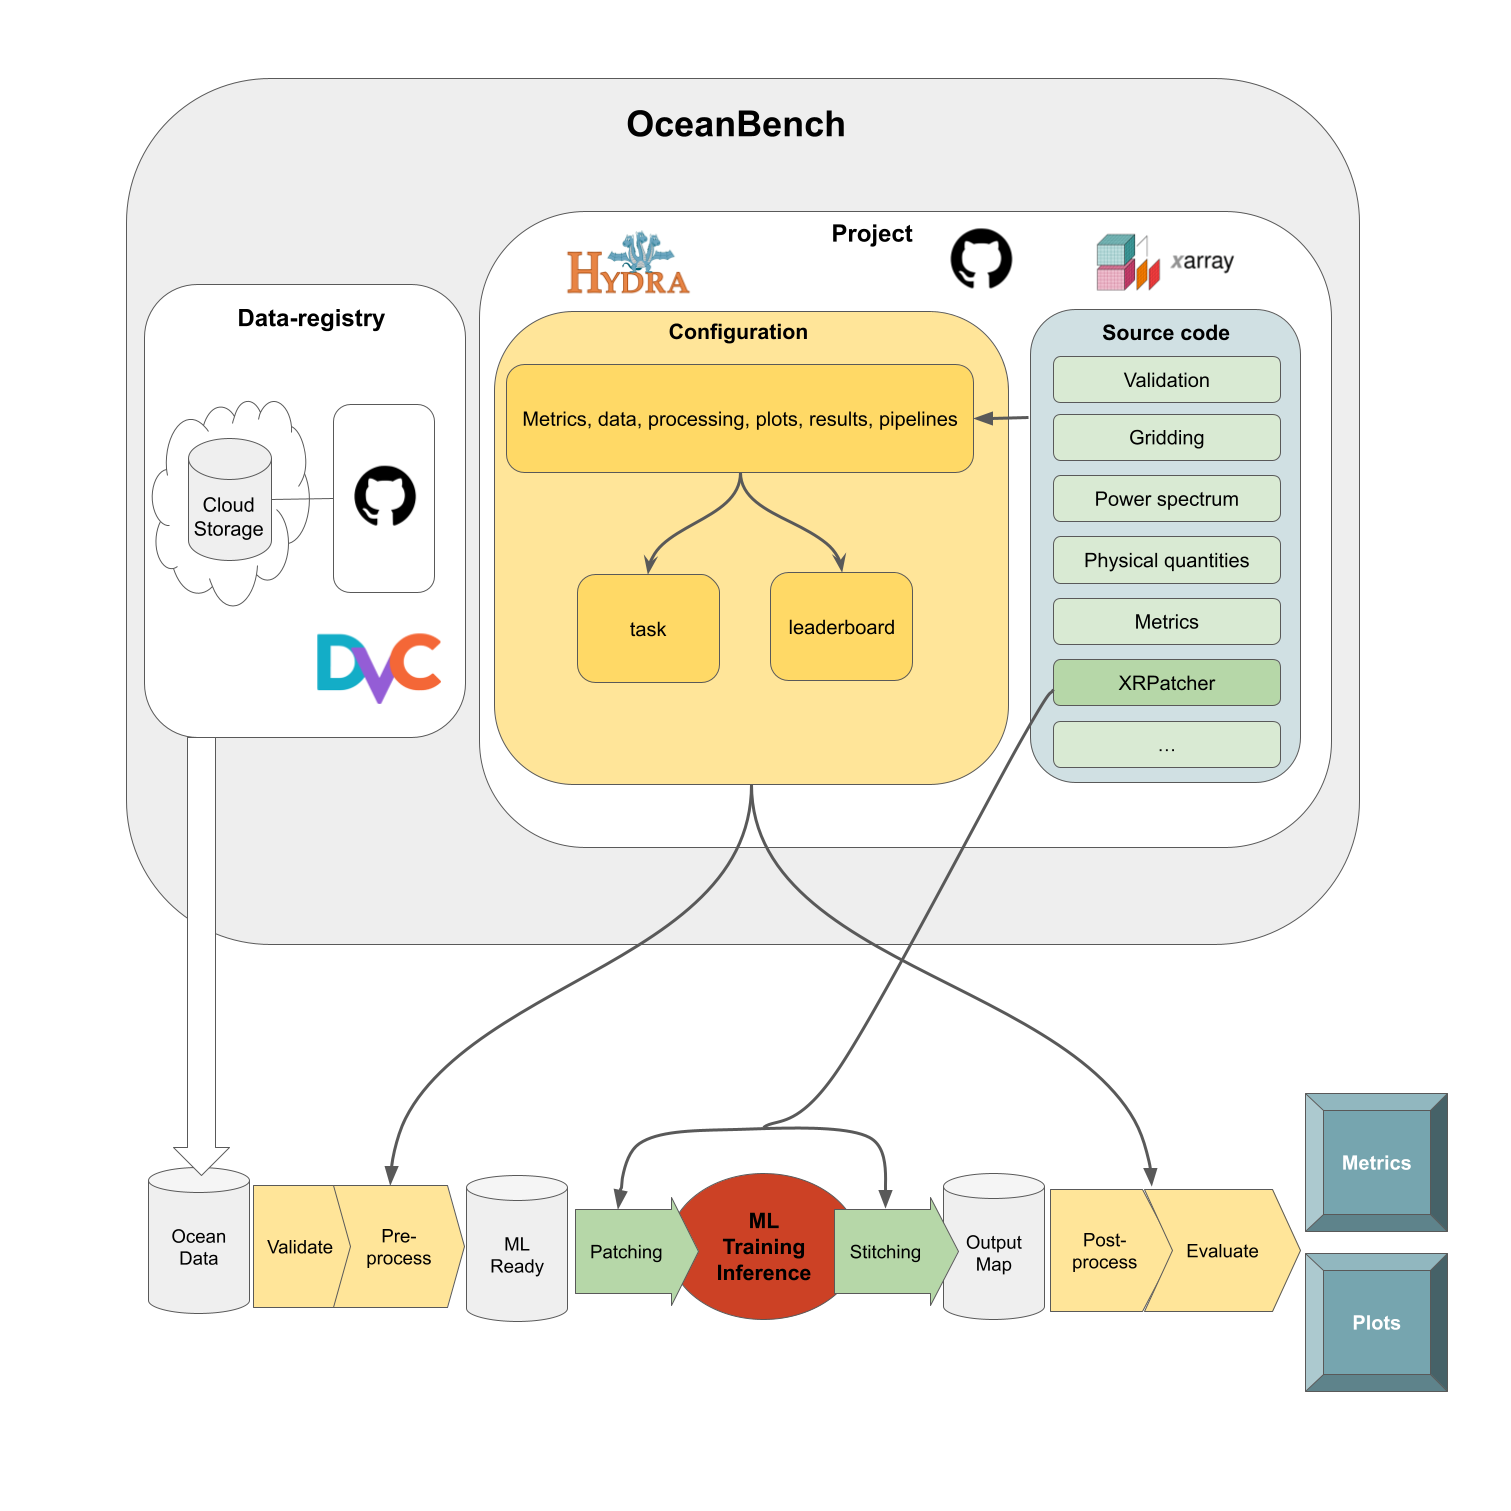 OceanBench
Project
HYDRA
xarray
Data-registry
Cloud
Storage
DVC
Configuration
Metrics, data, processing, plots, results, pipelines
task
leaderboard
Source code
Validation
Gridding
Power spectrum
Physical quantities
Metrics
XRPatcher
...
Ocean
Data
Validate
Pre-
process
ML
Ready
Patching
ML
Training
Inference
Stitching
Output
Map
Post-
process
Evaluate
Metrics
Plots